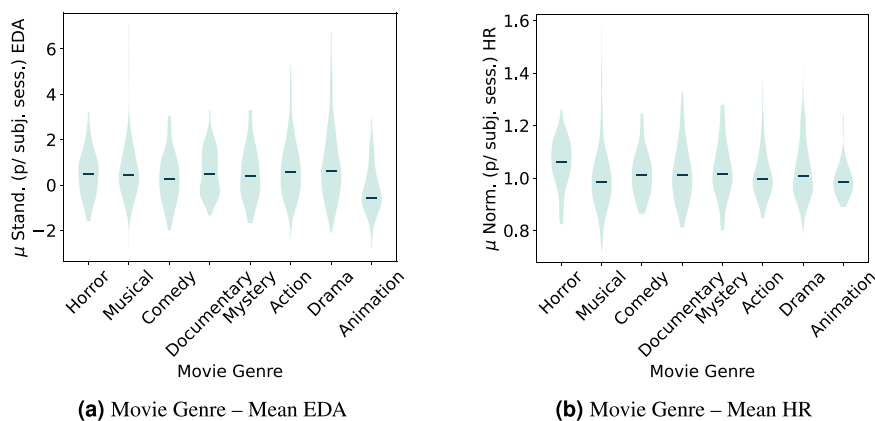 μ Stand. (p/ subj. sess.) EDA
6
4
2
0
−2
Horror
Musical
Comedy
Documentary
Mystery
Action
Drama
Animation
Movie Genre
(a) Movie Genre – Mean EDA
μ Norm. (p/ subj. sess.) HR
1.6
1.4
1.2
1.0
0.8
Horror
Musical
Comedy
Documentary
Mystery
Action
Drama
Animation
Movie Genre
(b) Movie Genre – Mean HR